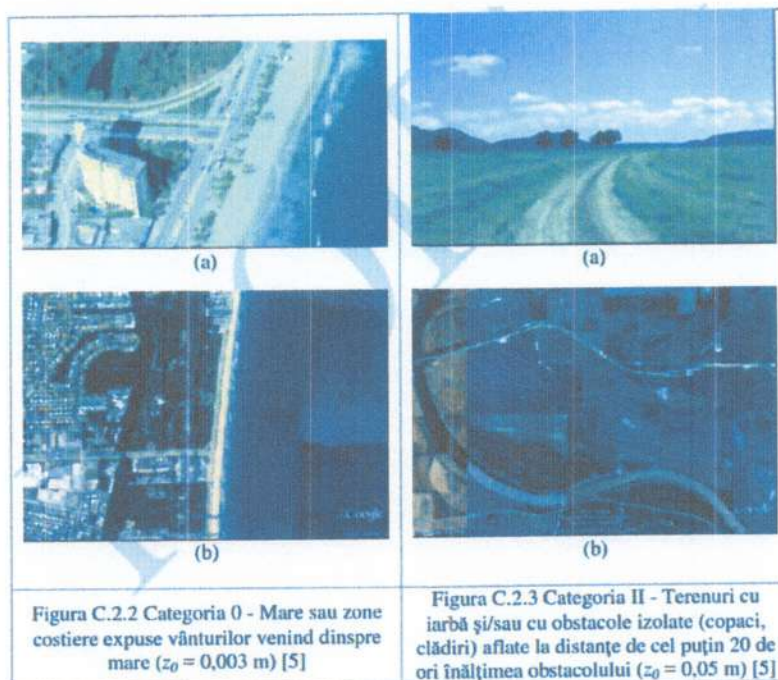 (a)
(a)
(b)
(b)
Figura C.2.2 Categoria 0 - Mare sau zone
costiere expuse vânturilor venind dinspre
mare (z₀ = 0,003 m) [5]
Figura C.2.3 Categoria II - Terenuri cu
iarbă şi/sau cu obstacole izolate (copaci,
clădiri) aflate la distanţe de cel puţin 20 de
ori înălţimea obstacolului (z₀ = 0,05 m) [5]